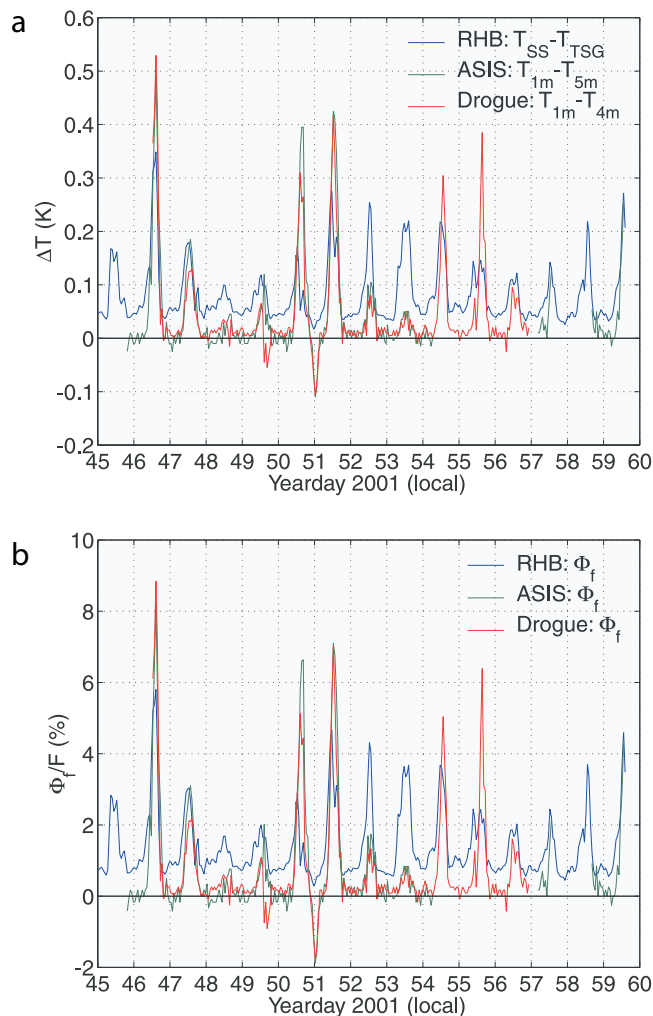 a
RHB: T_SS-T_TSG
ASIS: T_1m-T_5m
Drogue: T_1m-T_4m
0.6
0.5
0.4
0.3
0.2
0.1
0
-0.1
-0.2
ΔT (K)
45 46 47 48 49 50 51 52 53 54 55 56 57 58 59 60
Yearday 2001 (local)
b
RHB: Φ_f
ASIS: Φ_f
Drogue: Φ_f
10
8
6
4
2
0
-2
Φ_f/F (%)
45 46 47 48 49 50 51 52 53 54 55 56 57 58 59 60
Yearday 2001 (local)